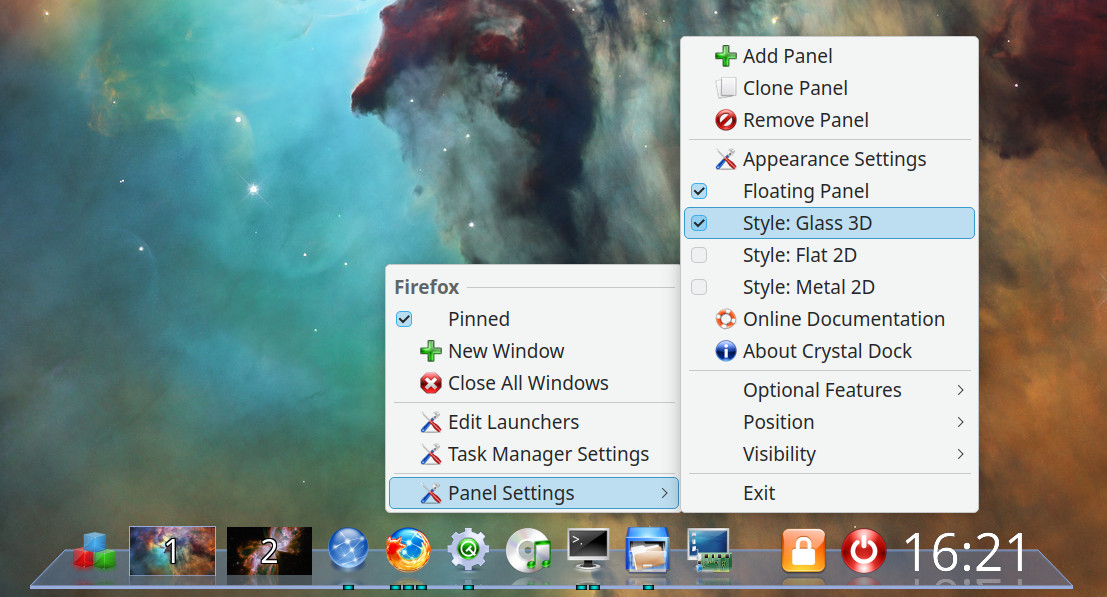 Add Panel
Clone Panel
Remove Panel
Appearance Settings
Floating Panel
Style: Glass 3D
Style: Flat 2D
Style: Metal 2D
Online Documentation
About Crystal Dock
Optional Features
Position
Visibility
Exit
Firefox
Pinned
New Window
Close All Windows
Edit Launchers
Task Manager Settings
Panel Settings
1
2
>_
16:21